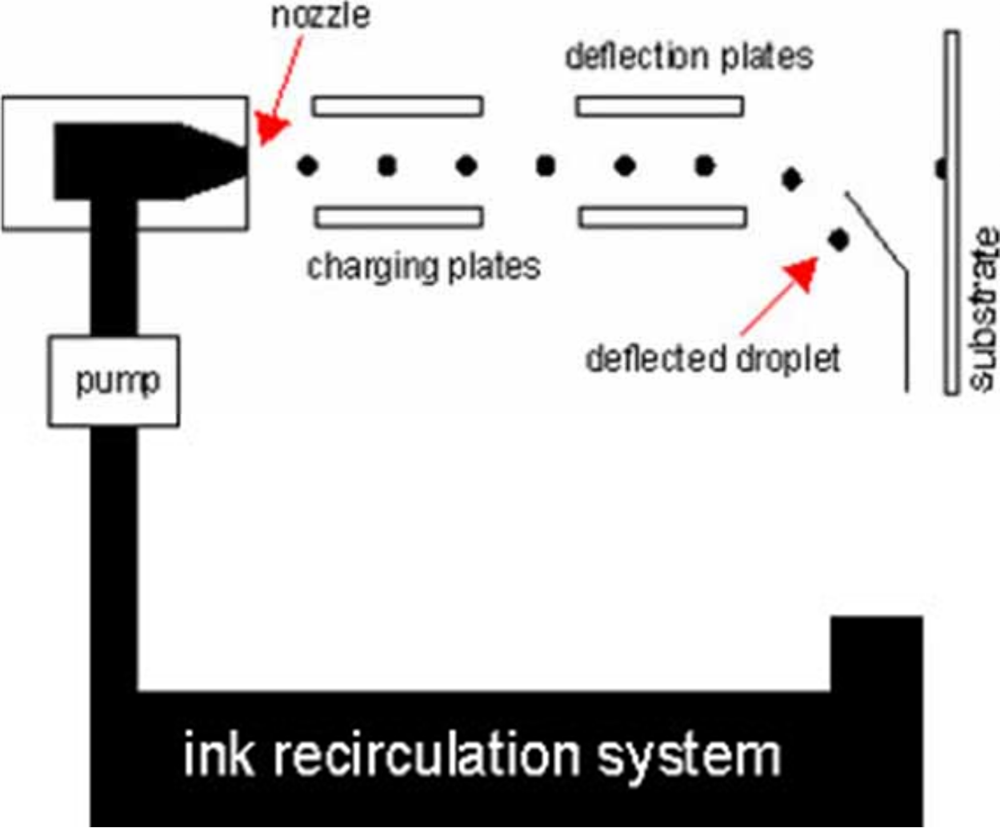 nozzle
deflection plates
charging plates
deflected droplet
substrate
pump
ink recirculation system